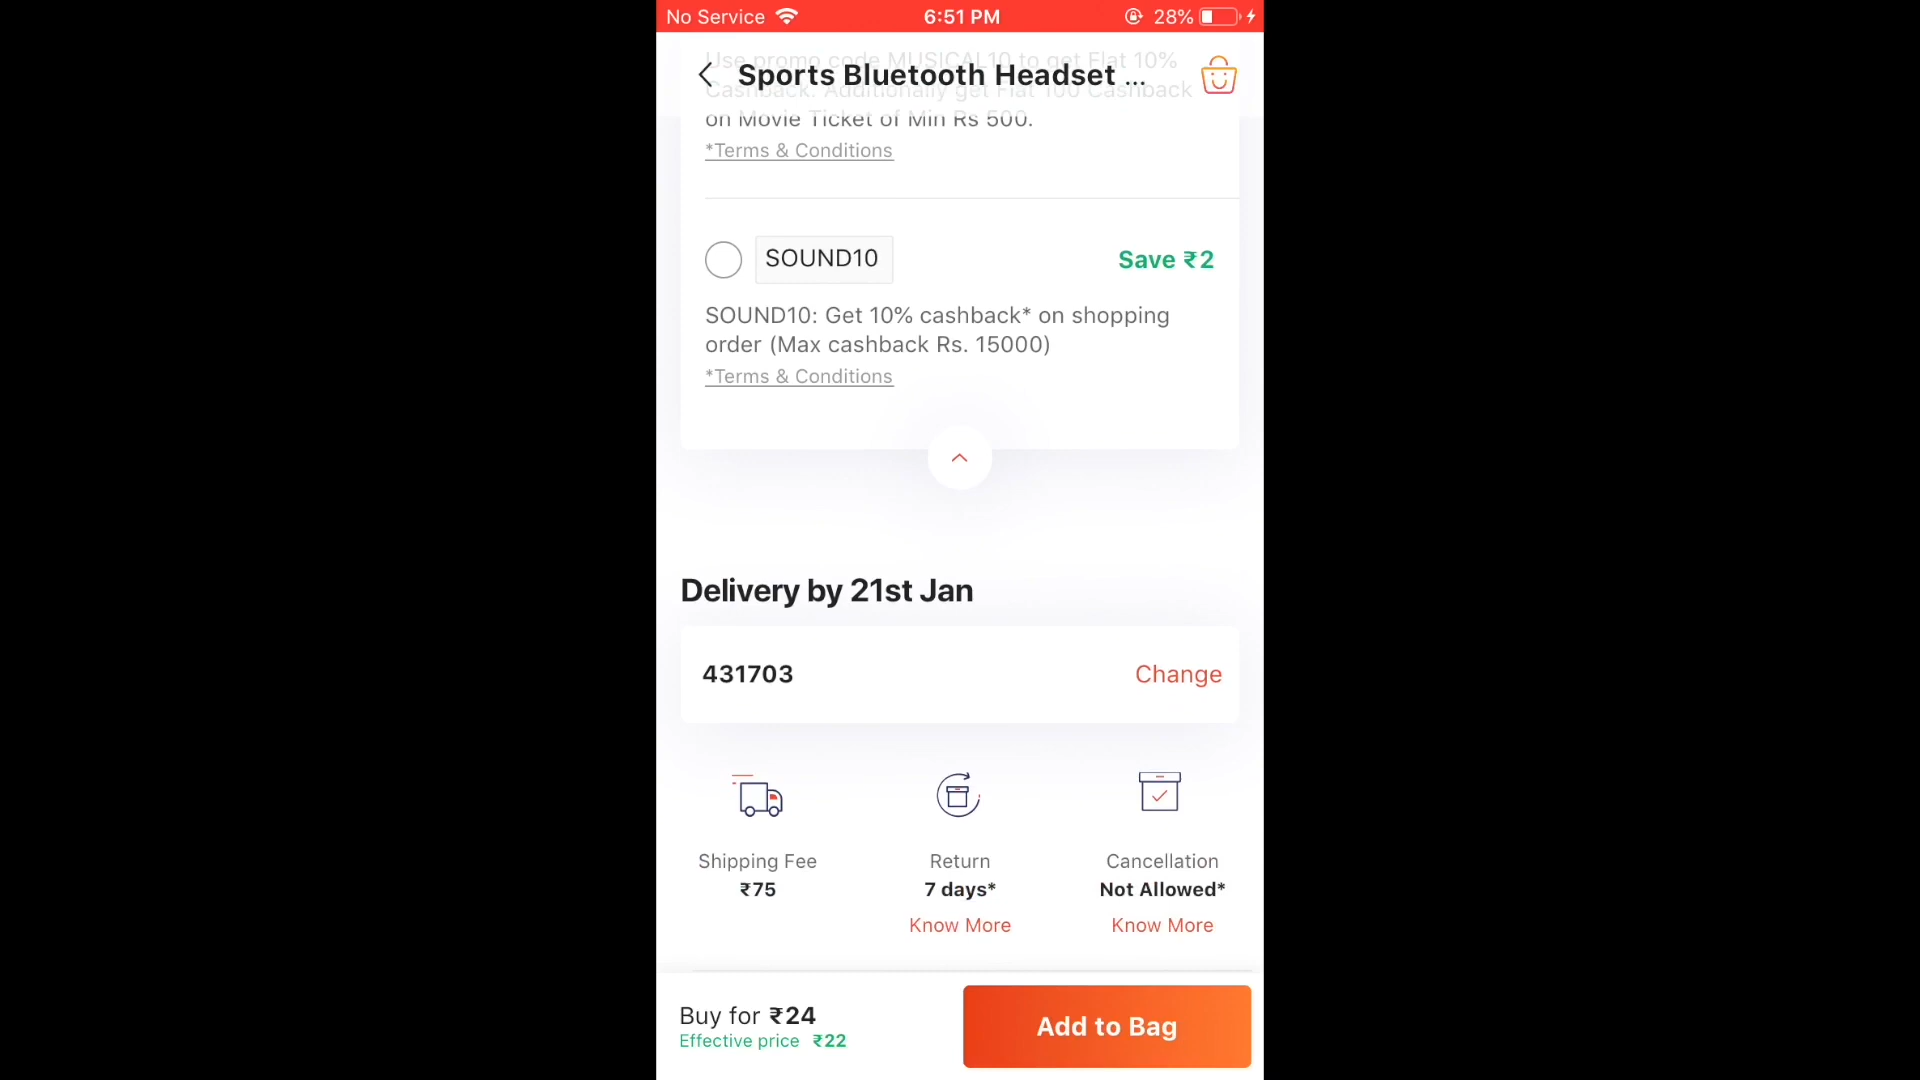 No Service 6:51 PM 28%
Use promo code MUSICAL10 to get Flat 10%
Sports Bluetooth Headset ...
Cashback. Additionally get Flat 100 Cashback
on Movie Ticket of Min Rs 500.
*Terms & Conditions
SOUND10 Save ₹2
SOUND10: Get 10% cashback* on shopping
order (Max cashback Rs. 15000)
*Terms & Conditions
Delivery by 21st Jan
431703 Change
Shipping Fee Return Cancellation
₹75 7 days* Not Allowed*
Know More Know More
Buy for ₹24
Effective price ₹22
Add to Bag